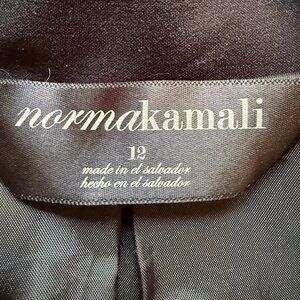 normakamali
12
made in el salvador
hecho en el salvador